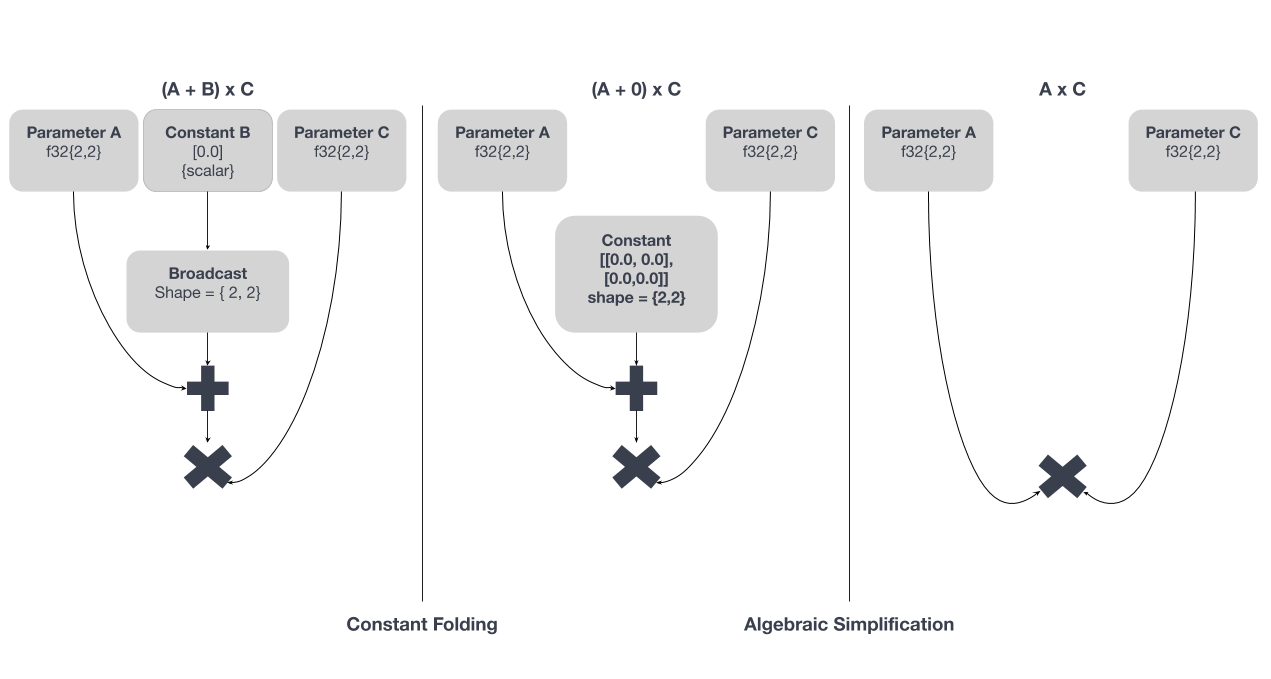 (A + B) x C
Parameter A
f32{2,2}
Constant B
[0.0]
{scalar}
Parameter C
f32{2,2}
Broadcast
Shape = { 2, 2}
(A + 0) x C
Parameter A
f32{2,2}
Parameter C
f32{2,2}
Constant
[[0.0, 0.0],
[0.0,0.0]]
shape = {2,2}
A x C
Parameter A
f32{2,2}
Parameter C
f32{2,2}
Constant Folding
Algebraic Simplification